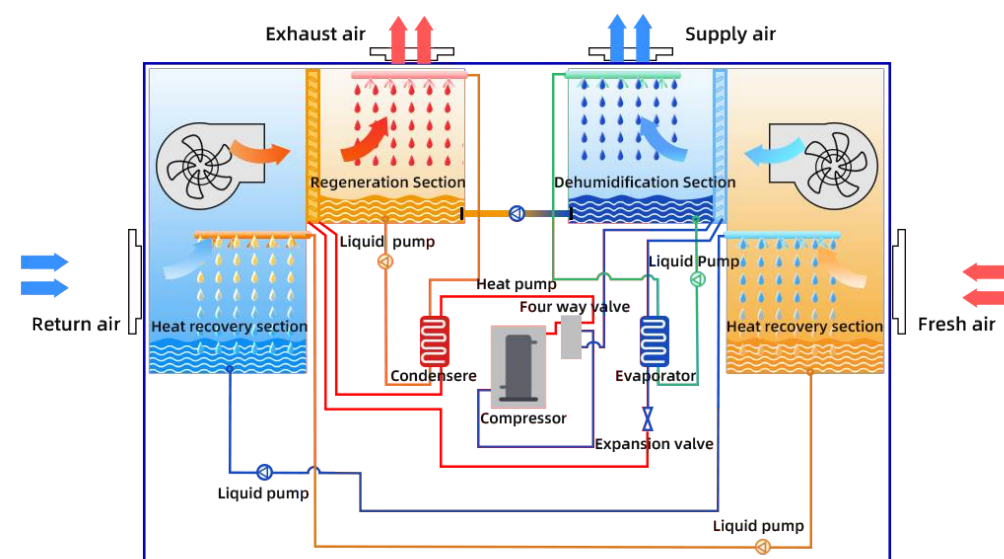 Exhaust air
Supply air
Regeneration Section
Dehumidification Section
Liquid pump
Liquid Pump
Heat pump
Four way valve
Return air
Heat recovery section
Heat recovery section
Fresh air
Condensere
Evaporator
Compressor
Expansion valve
Liquid pump
Liquid pump